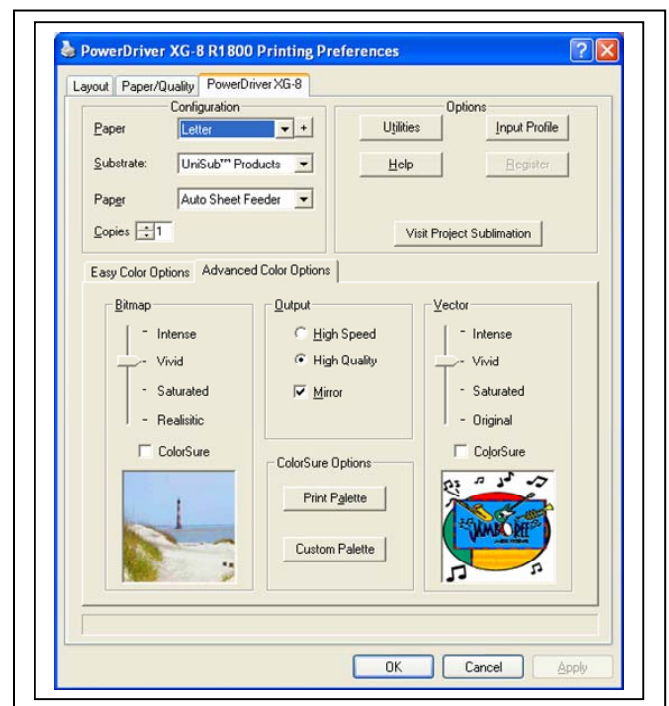 PowerDriver XG-8 R1800 Printing Preferences
Layout Paper/Quality PowerDriver XG-8
Configuration
Paper Letter +
Substrate: UniSub™ Products
Paper Auto Sheet Feeder
Copies 1
Options
Utilities Input Profile
Help Register
Visit Project Sublimation
Easy Color Options Advanced Color Options
Bitmap
Intense
Vivid
Saturated
Realisitic
ColorSure
Output
High Speed
High Quality
Mirror
ColorSure Options
Print Palette
Custom Palette
Vector
Intense
Vivid
Saturated
Original
ColorSure
JAMBOREE
OK Cancel Apply